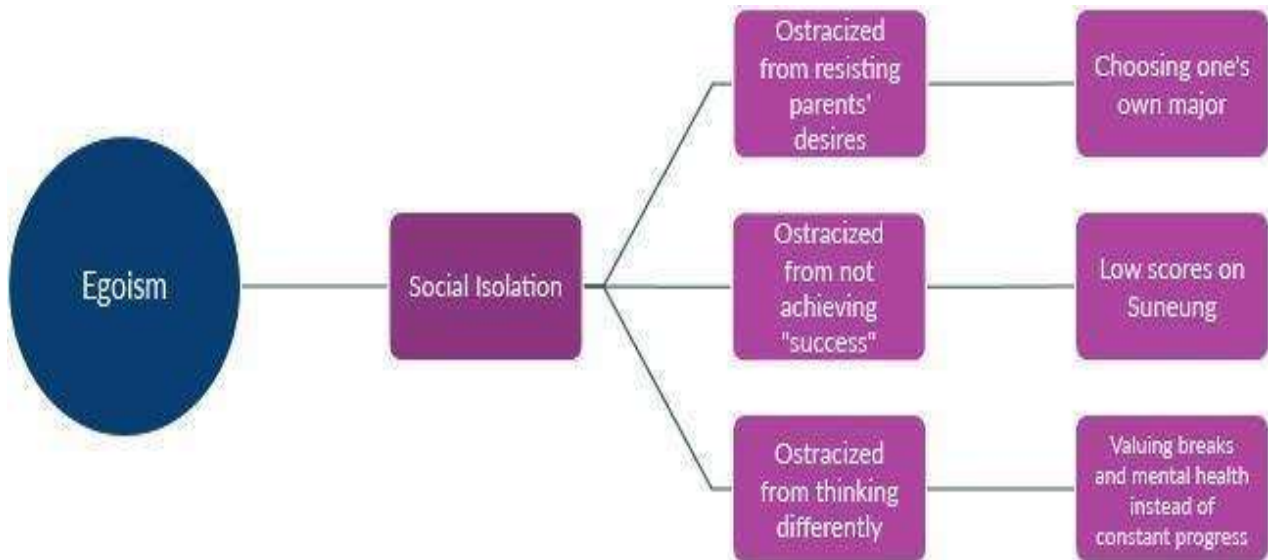 Egoism
Social Isolation
Ostracized
from resisting
parents'
desires
Choosing one's
own major
Ostracized
from not
achieving
"success"
Low scores on
Suneung
Ostracized
from thinking
differently
Valuing breaks
and mental health
instead of
constant progress